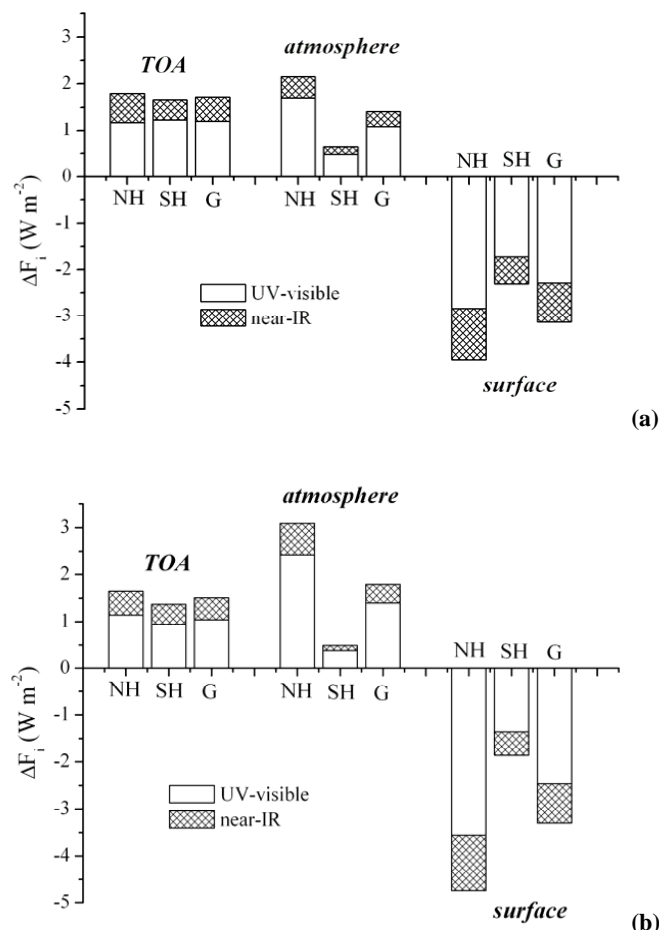 3
TOA
atmosphere
2
1
NH SH G
0
NH SH G
NH SH G
-1
ΔFi (W m-2)
-2
UV-visible
near-IR
-3
-4
surface
-5
(a)
atmosphere
3
TOA
2
1
NH SH G
0
NH SH G
NH SH G
-1
ΔFi (W m-2)
-2
UV-visible
near-IR
-3
-4
-5
surface
(b)